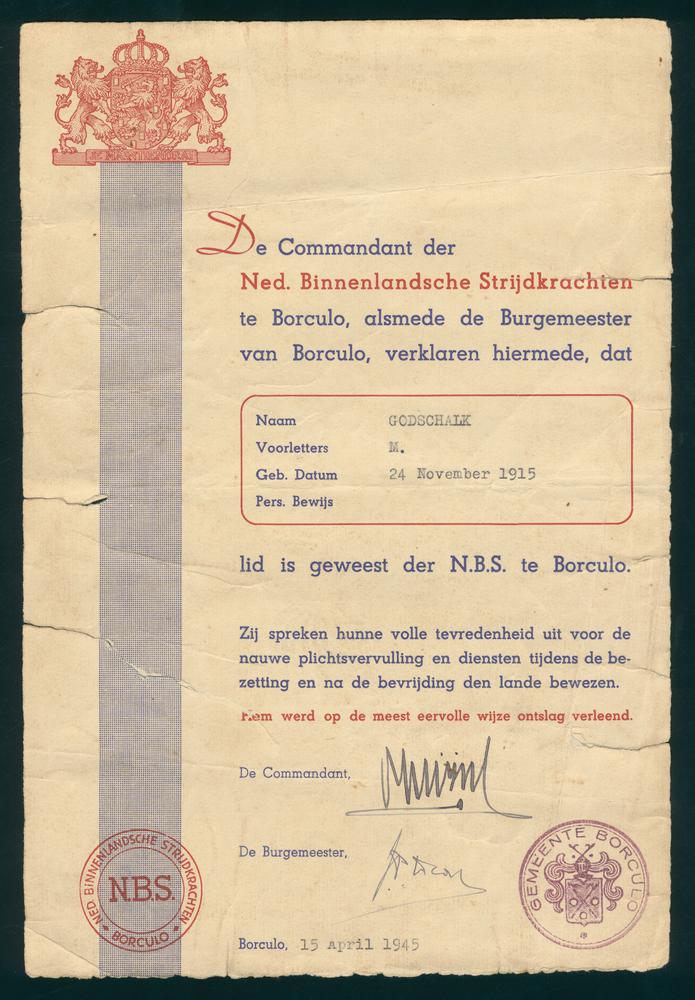 JE MAINTIENDRAI
De Commandant der
Ned. Binnenlandsche Strijdkrachten
te Borculo, alsmede de Burgemeester
van Borculo, verklaren hiermede, dat
Naam GODSCHALK
Voorletters M.
Geb. Datum 24 November 1915
Pers. Bewijs
lid is geweest der N.B.S. te Borculo.
Zij spreken hunne volle tevredenheid uit voor de
nauwe plichtsvervulling en diensten tijdens de be-
zetting en na de bevrijding den lande bewezen.
Hem werd op de meest eervolle wijze ontslag verleend.
De Commandant,
De Burgemeester,
NED. BINNENLANDSCHE STRIJDKRACHTEN
N.B.S.
BORCULO
GEMEENTE BORCULO
Borculo, 15 April 1945